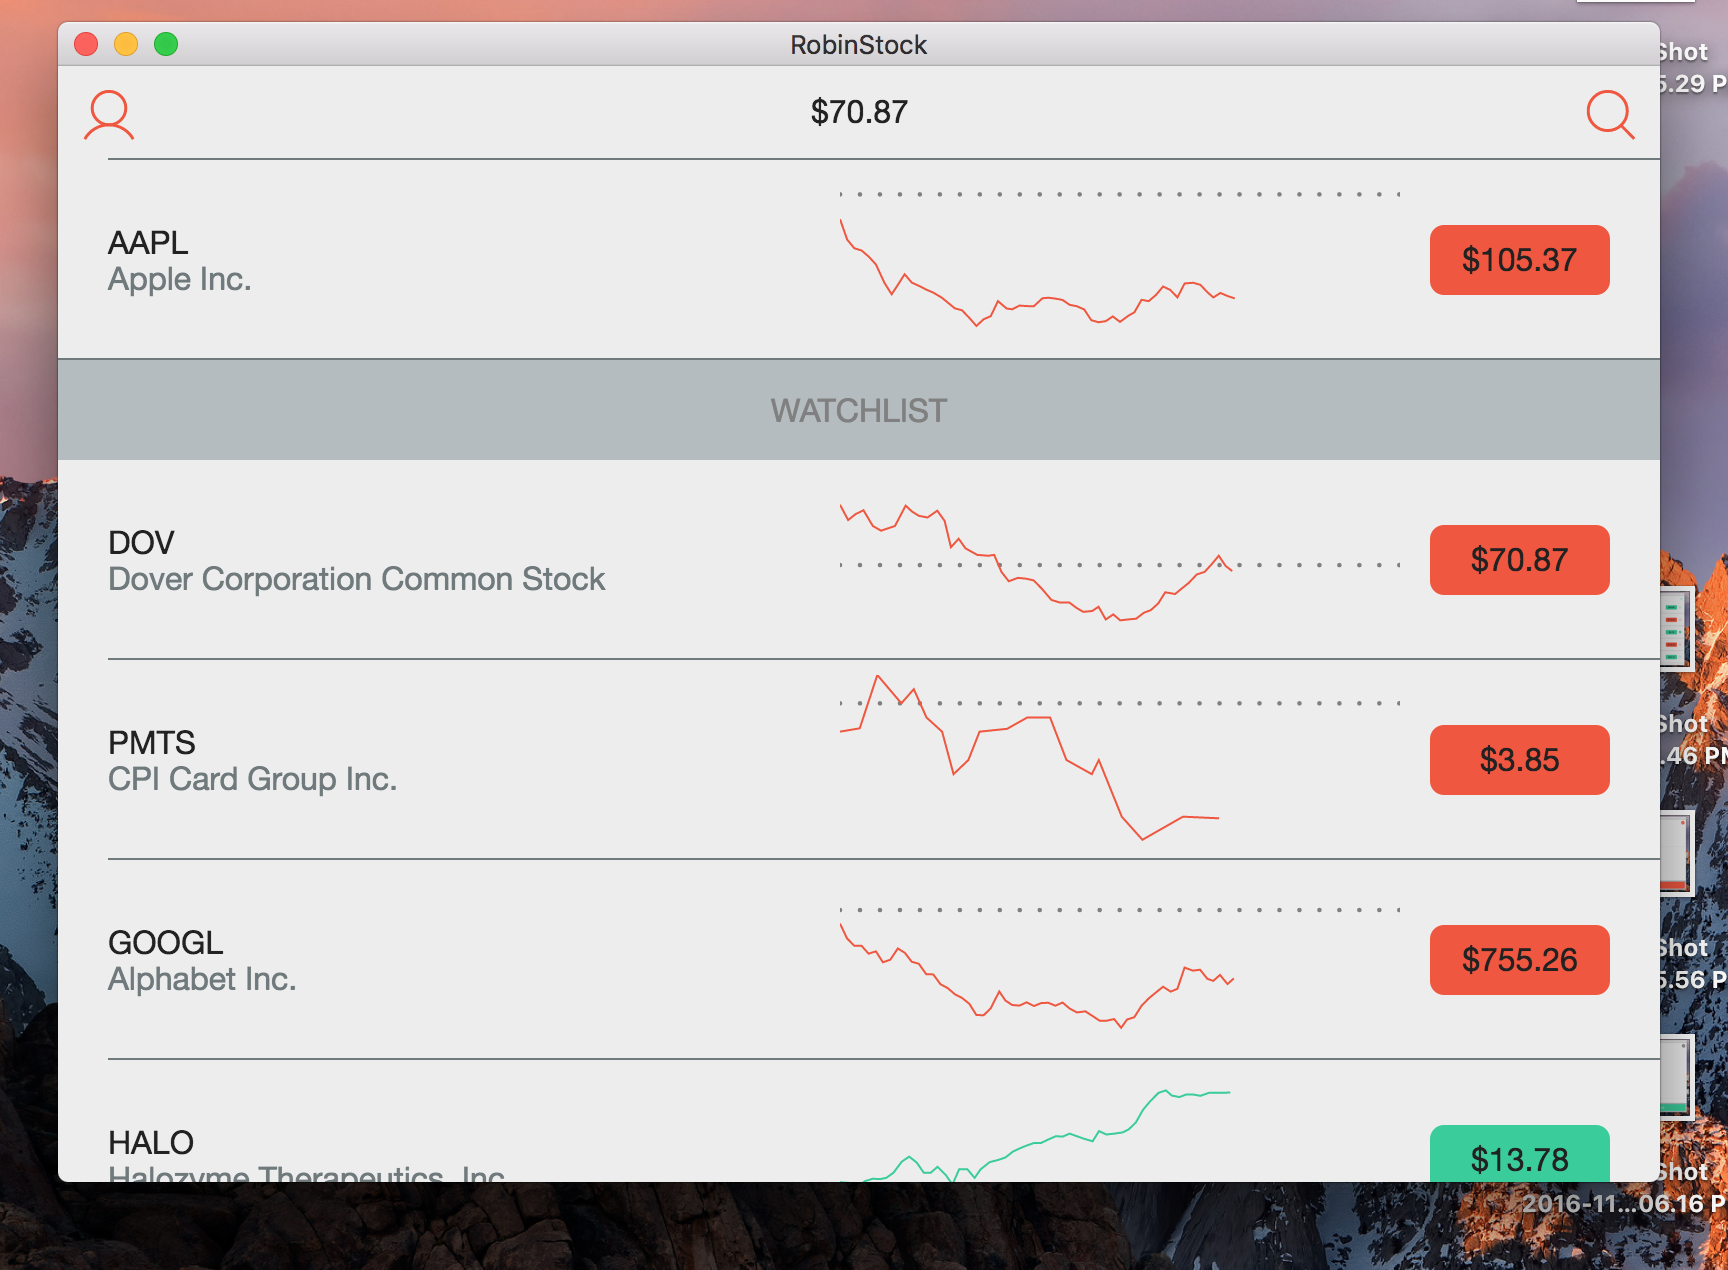 RobinStock
Shot
5.29 P
$70.87
AAPL
Apple Inc.
$105.37
WATCHLIST
DOV
Dover Corporation Common Stock
$70.87
PMTS
CPI Card Group Inc.
$3.85
Shot
.46 PM
GOOGL
Alphabet Inc.
$755.26
Shot
5.56 P
HALO
Halozyme Therapeutics, Inc.
$13.78
Shot
2016-11...06.16 P